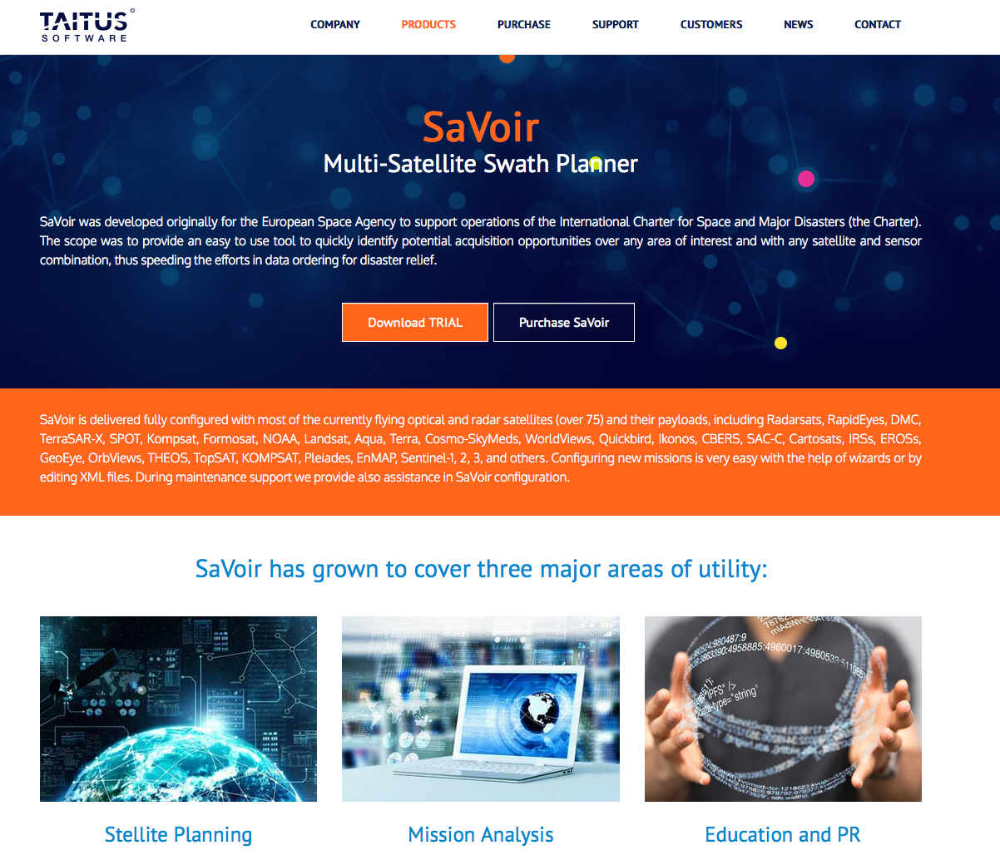 TAITUS©
SOFTWARE
COMPANY PRODUCTS PURCHASE SUPPORT CUSTOMERS NEWS CONTACT
SaVoir
Multi-Satellite Swath Planner
SaVoir was developed originally for the European Space Agency to support operations of the International Charter for Space and Major Disasters (the Charter).
The scope was to provide an easy to use tool to quickly identify potential acquisition opportunities over any area of interest and with any satellite and sensor
combination, thus speeding the efforts in data ordering for disaster relief.
Download TRIAL Purchase SaVoir
SaVoir is delivered fully configured with most of the currently flying optical and radar satellites (over 75) and their payloads, including Radarsats, RapidEyes, DMC,
TerraSAR-X, SPOT, Kompsat, Formosat, NOAA, Landsat, Aqua, Terra, Cosmo-SkyMeds, WorldViews, Quickbird, Ikonos, CBERS, SAC-C, Cartosats, IRSs, EROSs,
GeoEye, OrbViews, THEOS, TopSAT, KOMPSAT, Pleiades, EnMAP, Sentinel-1, 2, 3, and others. Configuring new missions is very easy with the help of wizards or by
editing XML files. During maintenance support we provide also assistance in SaVoir configuration.
SaVoir has grown to cover three major areas of utility:
:4958885:4960017:4980533:
"PFS" />
data-type="string"
Stellite Planning Mission Analysis Education and PR